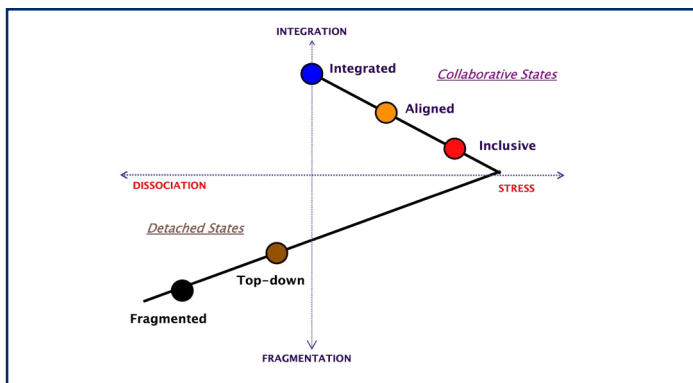 INTEGRATION
Integrated
Collaborative States
Aligned
Inclusive
DISSOCIATION
STRESS
Detached States
Top-down
Fragmented
FRAGMENTATION